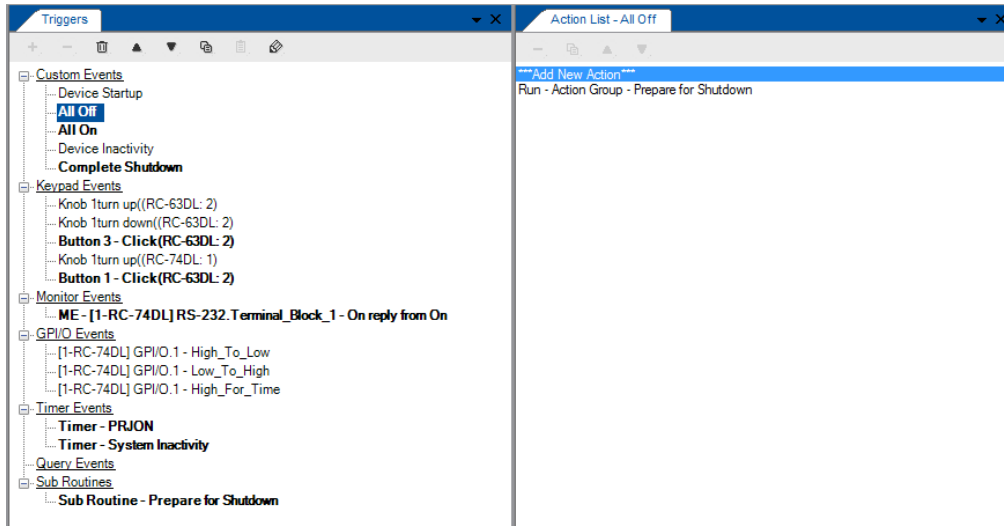 Triggers
Custom Events
Device Startup
All Off
All On
Device Inactivity
Complete Shutdown
Keypad Events
Knob 1turn up((RC-63DL: 2)
Knob 1turn down((RC-63DL: 2)
Button 3 - Click(RC-63DL: 2)
Knob 1turn up((RC-74DL: 1)
Button 1 - Click(RC-63DL: 2)
Monitor Events
ME - [1-RC-74DL] RS-232.Terminal_Block_1 - On reply from On
GPI/O Events
[1-RC-74DL] GPI/O.1 - High_To_Low
[1-RC-74DL] GPI/O.1 - Low_To_High
[1-RC-74DL] GPI/O.1 - High_For_Time
Timer Events
Timer - PRJON
Timer - System Inactivity
Query Events
Sub Routines
Sub Routine - Prepare for Shutdown
Action List - All Off
***Add New Action***
Run - Action Group - Prepare for Shutdown